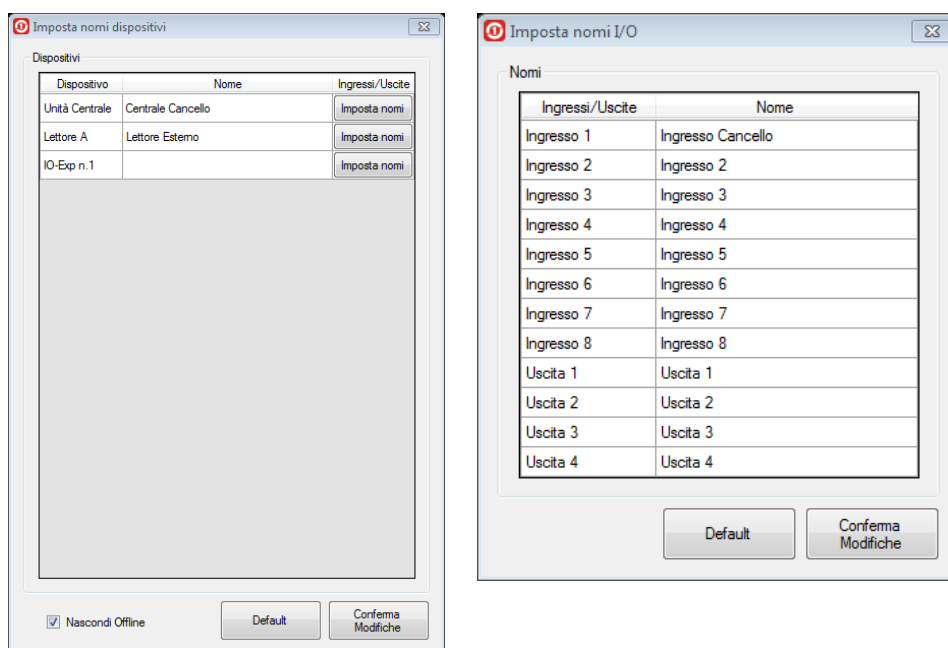 Imposta nomi dispositivi
Dispositivi
Dispositivo Nome Ingressi/Uscite
Unità Centrale Centrale Cancello Imposta nomi
Lettore A Lettore Esterno Imposta nomi
IO-Exp n.1 Imposta nomi
Nascondi Offline Default Conferma
Modifiche
Imposta nomi I/O
Nomi
Ingressi/Uscite Nome
Ingresso 1 Ingresso Cancello
Ingresso 2 Ingresso 2
Ingresso 3 Ingresso 3
Ingresso 4 Ingresso 4
Ingresso 5 Ingresso 5
Ingresso 6 Ingresso 6
Ingresso 7 Ingresso 7
Ingresso 8 Ingresso 8
Uscita 1 Uscita 1
Uscita 2 Uscita 2
Uscita 3 Uscita 3
Uscita 4 Uscita 4
Default Conferma
Modifiche